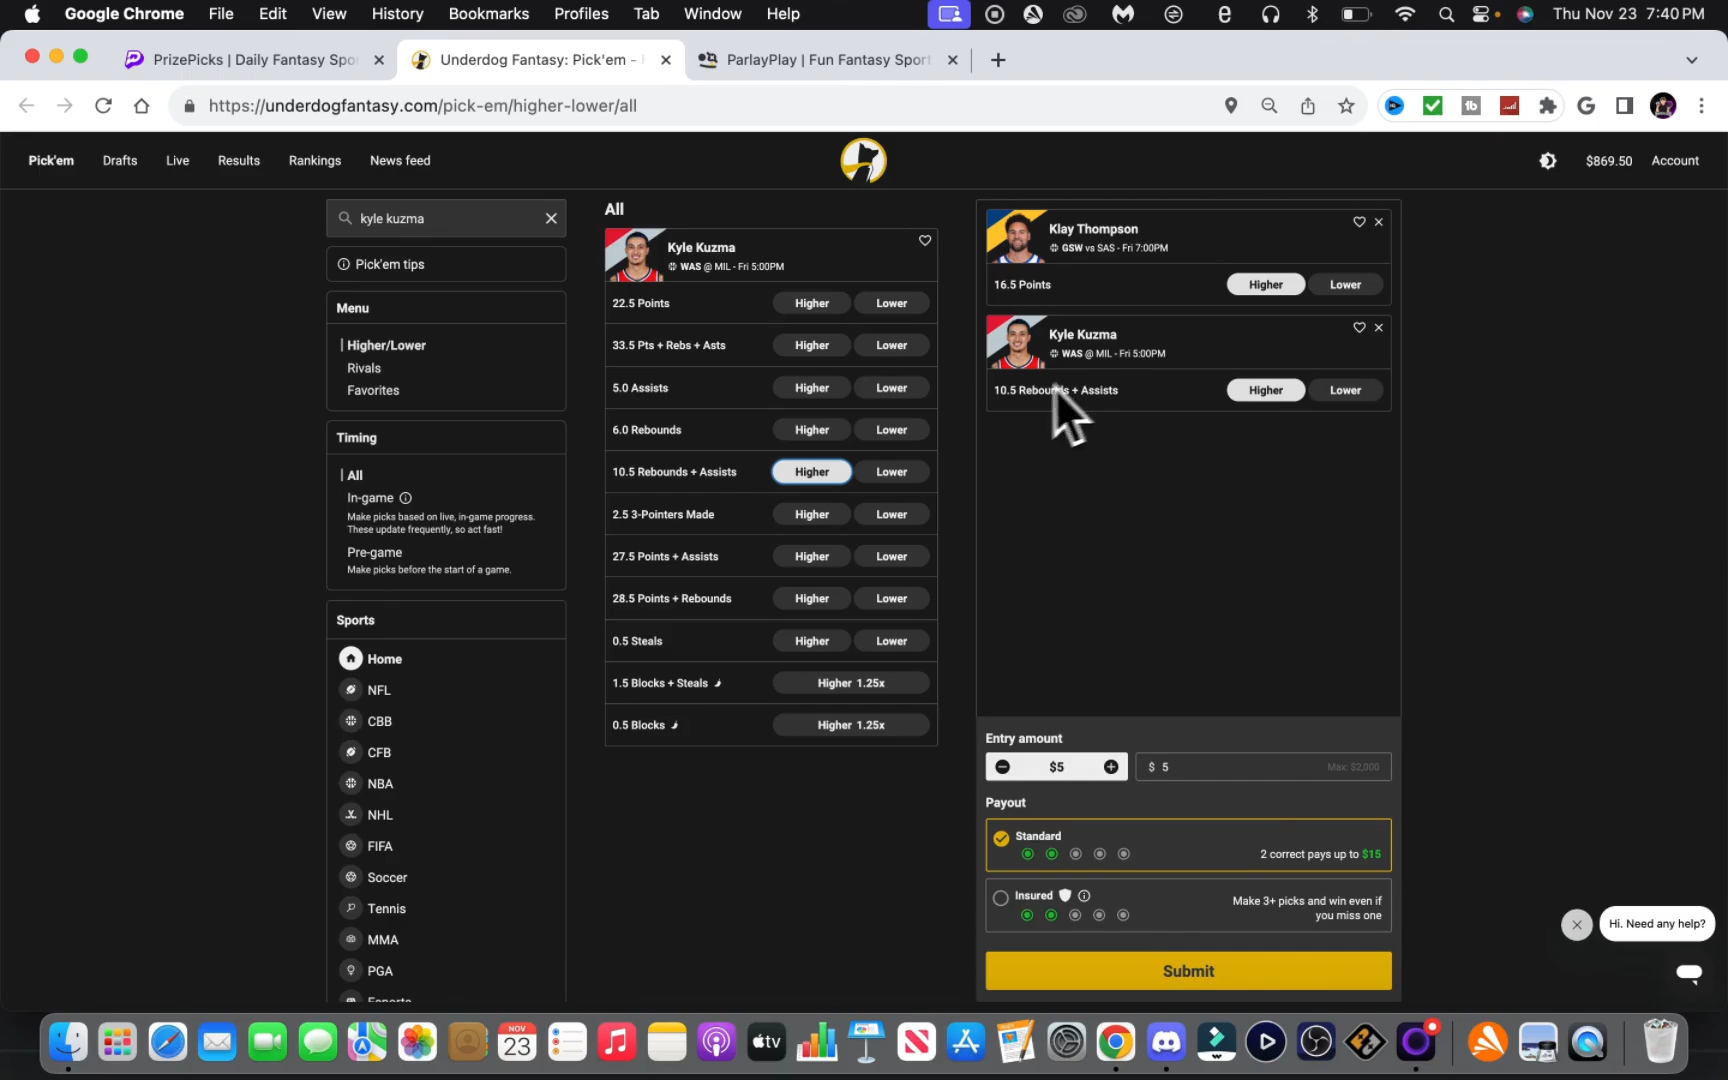 Google Chrome File Edit View History Bookmarks Profiles Tab Window Help Thu Nov 23 7:40 PM
PrizePicks | Daily Fantasy Spo
Underdog Fantasy: Pick'em -
ParlayPlay | Fun Fantasy Sport
https://underdogfantasy.com/pick-em/higher-lower/all
Pick'em Drafts Live Results Rankings News feed $869.50 Account
kyle kuzma
Pick'em tips
Menu
Higher/Lower
Rivals
Favorites
Timing
All
In-game
Make picks based on live, in-game progress.
These update frequently, so act fast!
Pre-game
Make picks before the start of a game.
Sports
Home
NFL
CBB
CFB
NBA
NHL
FIFA
Soccer
Tennis
MMA
PGA
Esports
All
Kyle Kuzma
WAS @ MIL - Fri 5:00PM
22.5 Points Higher Lower
33.5 Pts + Rebs + Asts Higher Lower
5.0 Assists Higher Lower
6.0 Rebounds Higher Lower
10.5 Rebounds + Assists Higher Lower
2.5 3-Pointers Made Higher Lower
27.5 Points + Assists Higher Lower
28.5 Points + Rebounds Higher Lower
0.5 Steals Higher Lower
1.5 Blocks + Steals Higher 1.25x
0.5 Blocks Higher 1.25x
Klay Thompson
GSW vs SAS - Fri 7:00PM
16.5 Points Higher Lower
Kyle Kuzma
WAS @ MIL - Fri 5:00PM
10.5 Rebounds + Assists Higher Lower
Entry amount
$5 $ 5 Max: $2,000
Payout
Standard
2 correct pays up to $15
Insured
Make 3+ picks and win even if
you miss one
Submit
Hi. Need any help?
NOV
23
tv